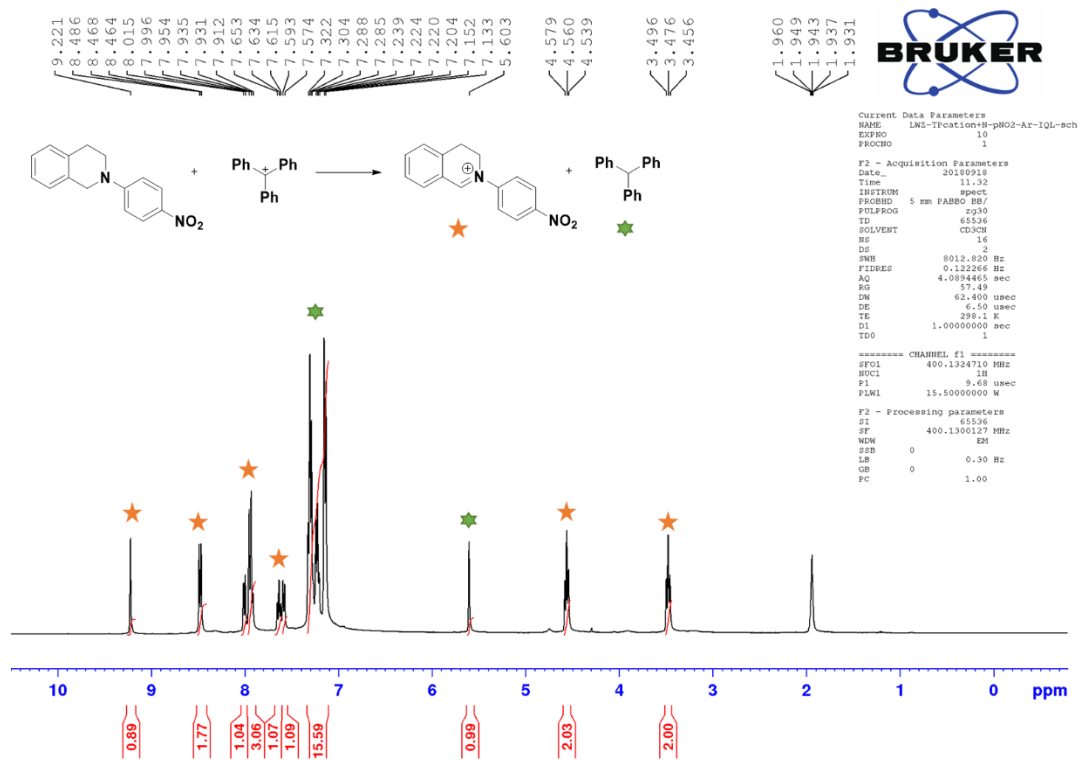 9.221
8.486
8.468
8.464
8.015
7.996
7.954
7.935
7.931
7.912
7.653
7.634
7.615
7.593
7.574
7.322
7.304
7.288
7.285
7.239
7.224
7.220
7.204
7.152
7.133
5.603
4.579
4.560
4.539
3.496
3.476
3.456
1.960
1.949
1.943
1.937
1.931
BRUKER
Current Data Parameters
NAME LWZ-TPcation+N-pNO2-Ar-IQL-sch
EXPNO 10
PROCNO 1
F2 - Acquisition Parameters
Date_ 20180918
Time 11.32
INSTRUM spect
PROBHD 5 mm PABBO BB/
PULPROG zg30
TD 65536
SOLVENT CD3CN
NS 16
DS 2
SWH 8012.820 Hz
FIDRES 0.122266 Hz
AQ 4.0894465 sec
RG 57.49
DW 62.400 usec
DE 6.50 usec
TE 298.1 K
D1 1.00000000 sec
TD0 1
======== CHANNEL f1 ========
SFO1 400.1324710 MHz
NUC1 1H
P1 9.68 usec
PLW1 15.50000000 W
F2 - Processing parameters
SI 65536
SF 400.1300127 MHz
WDW EM
SSB 0
LB 0.30 Hz
GB 0
PC 1.00
N
NO2
+
Ph
Ph
+
Ph
+
N
NO2
+
Ph
Ph
Ph
10 9 8 7 6 5 4 3 2 1 0 ppm
0.89
1.77
1.04
3.06
1.07
1.09
15.59
0.99
2.03
2.00